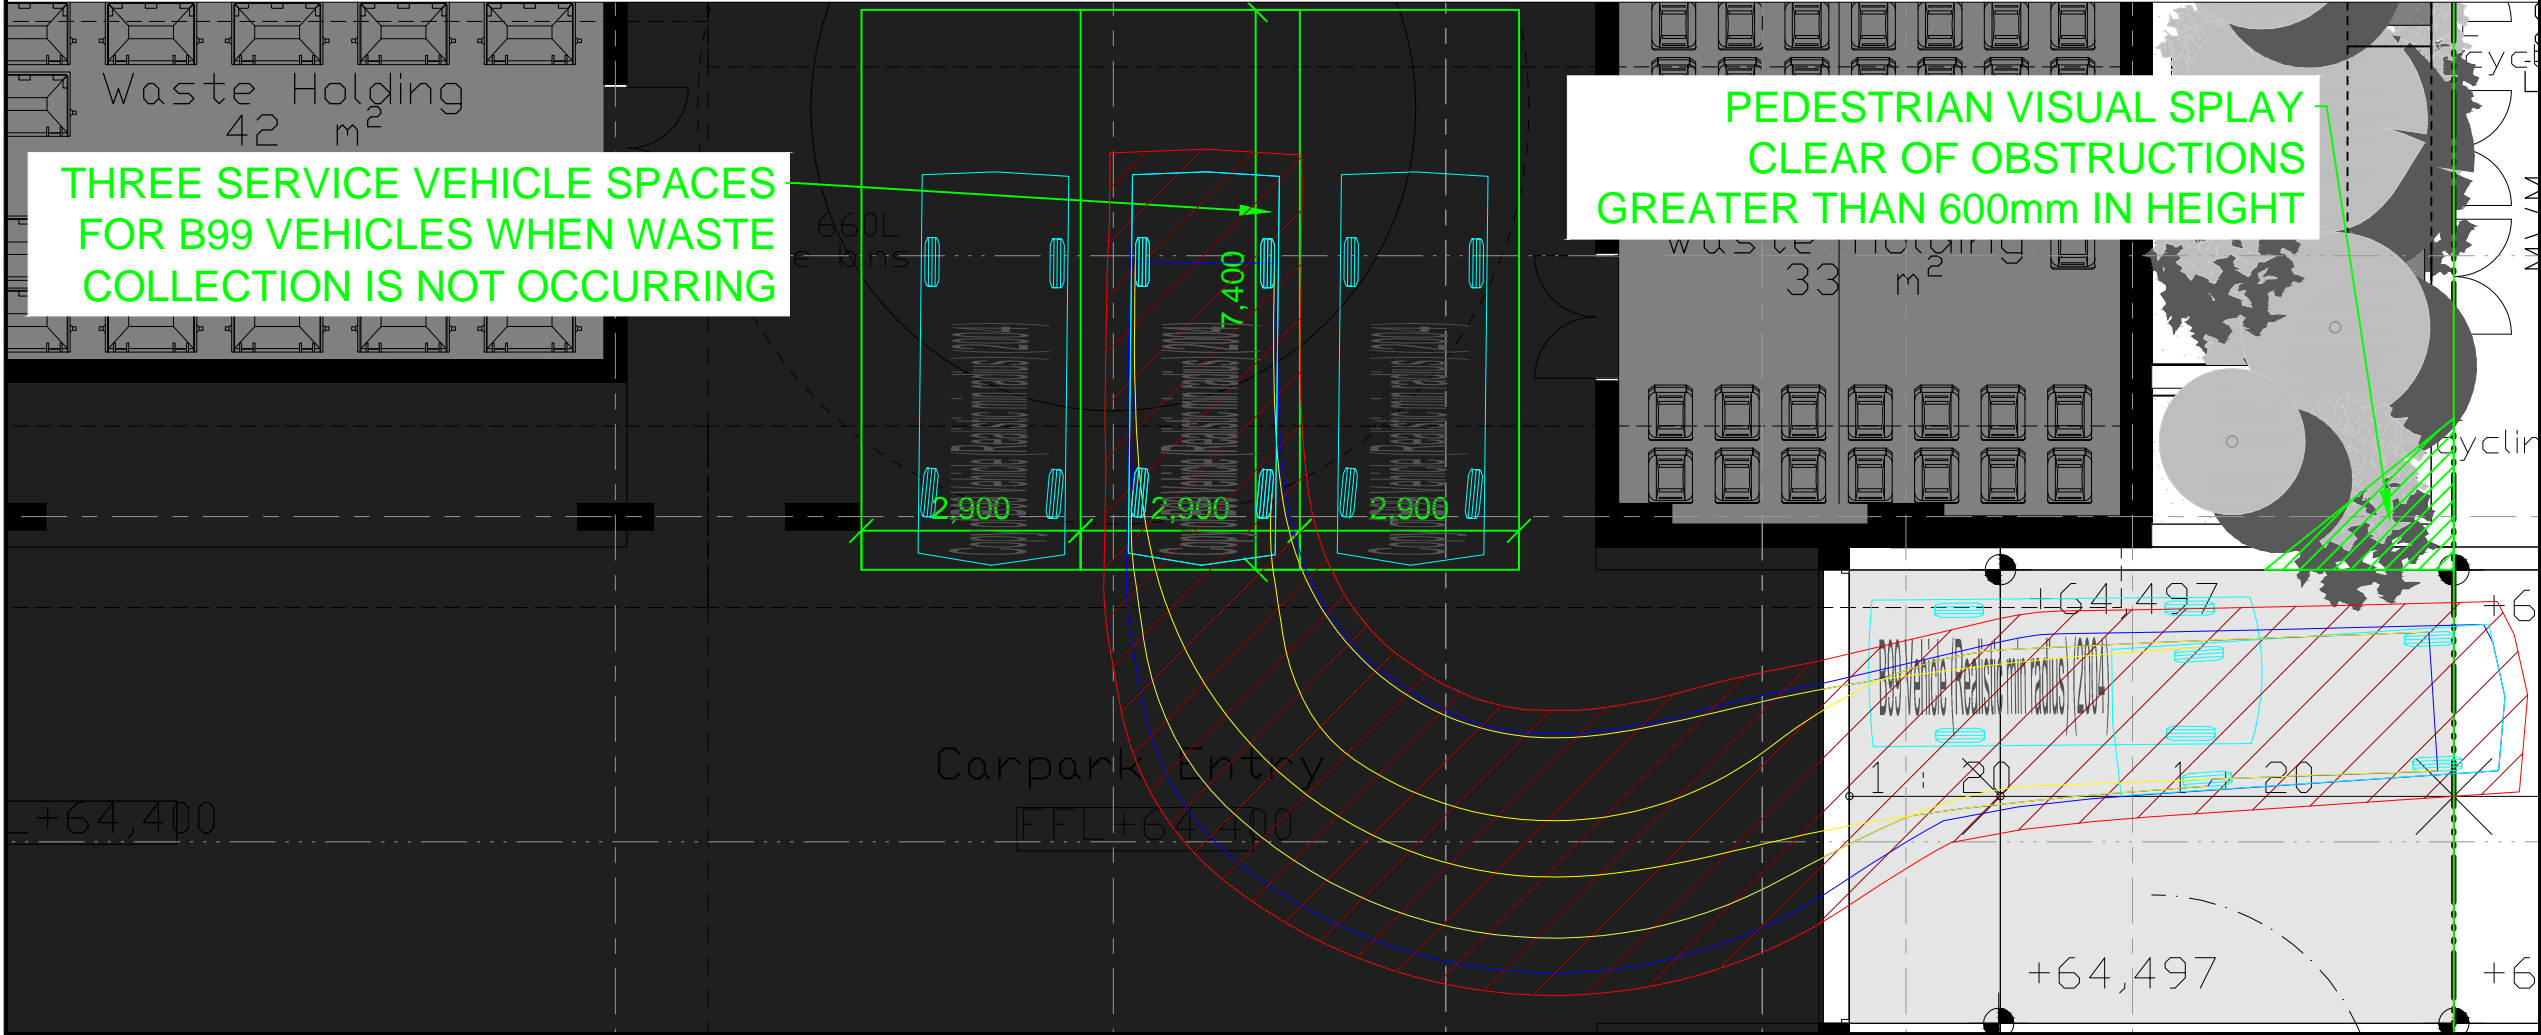 Waste Holding
42 m²
THREE SERVICE VEHICLE SPACES
FOR B99 VEHICLES WHEN WASTE
COLLECTION IS NOT OCCURRING
660L
bins
7,400
2,900
2,900
2,900
PEDESTRIAN VISUAL SPLAY
CLEAR OF OBSTRUCTIONS
GREATER THAN 600mm IN HEIGHT
Waste Holding
33 m²
+64,497
B99 Vehicle (Realistic min radius) (2004)
1 : 20
1 : 20
Carpark Entry
FFL+64,400
+64,400
+64,497